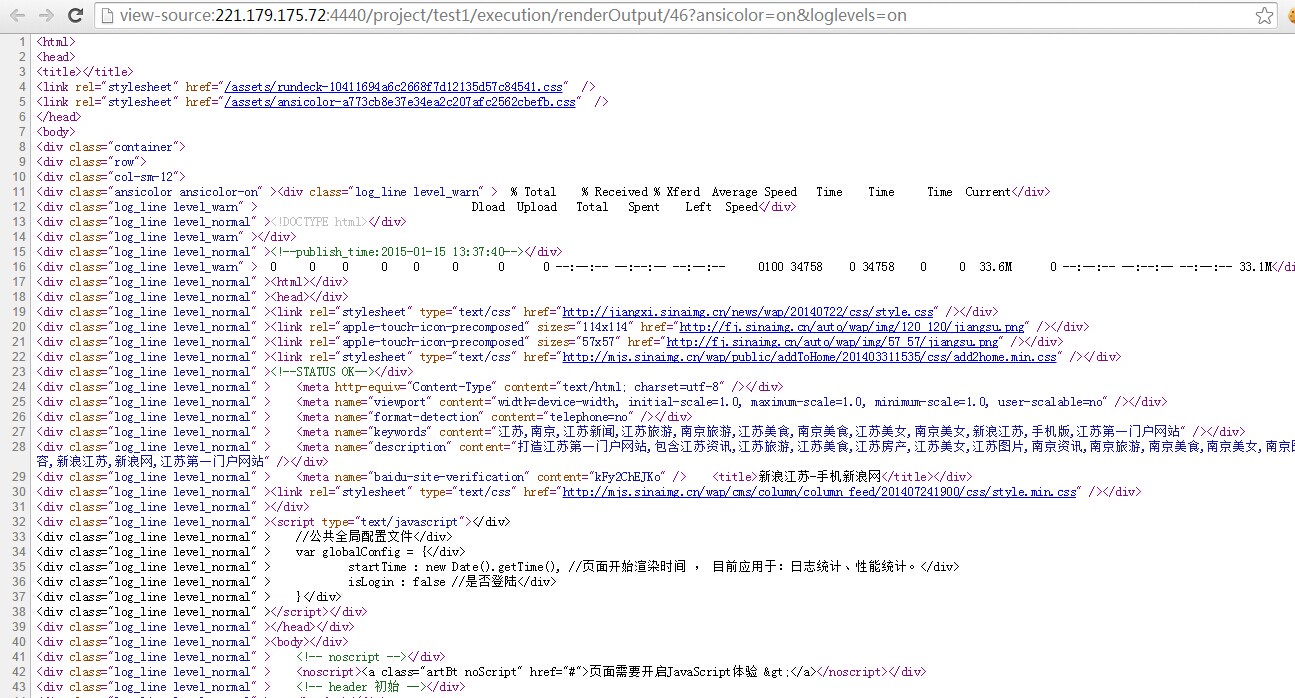 view-source:221.179.175.72:4440/project/test1/execution/renderOutput/46?ansicolor=on&loglevels=on
1 <html>
2 <head>
3 <title></title>
4 <link rel="stylesheet" href="/assets/rundeck-10411694a6c2668f7d12135d57c84541.css"  />
5 <link rel="stylesheet" href="/assets/ansicolor-a773cb8e37e34ea2c207afc2562cbefb.css"  />
6 </head>
7 <body>
8 <div class="container">
9 <div class="row">
10 <div class="col-sm-12">
11 <div class="ansicolor ansicolor-on" ><div class="log_line level_warn" >  % Total    % Received % Xferd  Average Speed   Time    Time     Time  Current</div>
12 <div class="log_line level_warn" >                                 Dload  Upload   Total   Spent    Left  Speed</div>
13 <div class="log_line level_normal" ><!DOCTYPE html></div>
14 <div class="log_line level_warn" ></div>
15 <div class="log_line level_normal" ><!--publish_time:2015-01-15 13:37:40--></div>
16 <div class="log_line level_warn" >  0     0    0     0    0     0      0      0 --:--:-- --:--:-- --:--:--     0100 34758    0 34758    0     0  33.6M      0 --:--:-- --:--:-- --:--:-- 33.1M</di
17 <div class="log_line level_normal" ><html></div>
18 <div class="log_line level_normal" ><head></div>
19 <div class="log_line level_normal" ><link rel="stylesheet" type="text/css" href="http://jiangxi.sinaimg.cn/news/wap/20140722/css/style.css" /></div>
20 <div class="log_line level_normal" ><link rel="apple-touch-icon-precomposed" sizes="114x114" href="http://fj.sinaimg.cn/auto/wap/img/120_120/jiangsu.png" /></div>
21 <div class="log_line level_normal" ><link rel="apple-touch-icon-precomposed" sizes="57x57" href="http://fj.sinaimg.cn/auto/wap/img/57_57/jiangsu.png" /></div>
22 <div class="log_line level_normal" ><link rel="stylesheet" type="text/css" href="http://mjs.sinaimg.cn/wap/public/addToHome/201403311535/css/add2home.min.css" /></div>
23 <div class="log_line level_normal" ><!--STATUS OK--></div>
24 <div class="log_line level_normal" >    <meta http-equiv="Content-Type" content="text/html; charset=utf-8" /></div>
25 <div class="log_line level_normal" >    <meta name="viewport" content="width=device-width, initial-scale=1.0, maximum-scale=1.0, minimum-scale=1.0, user-scalable=no" /></div>
26 <div class="log_line level_normal" >    <meta name="format-detection" content="telephone=no" /></div>
27 <div class="log_line level_normal" >    <meta name="keywords" content="江苏,南京,江苏新闻,江苏旅游,南京旅游,江苏美食,南京美食,江苏美女,南京美女,新浪江苏,手机版,江苏第一门户网站" /></div>
28 <div class="log_line level_normal" >    <meta name="description" content="打造江苏第一门户网站,包含江苏资讯,江苏旅游,江苏美食,江苏房产,江苏美女,江苏图片,南京资讯,南京旅游,南京美食,南京美女,南京图
容,新浪江苏,新浪网,江苏第一门户网站" /></div>
29 <div class="log_line level_normal" >    <meta name="baidu-site-verification" content="kFy2ChEJKo" />    <title>新浪江苏-手机新浪网</title></div>
30 <div class="log_line level_normal" ><link rel="stylesheet" type="text/css" href="http://mjs.sinaimg.cn/wap/cms/column/column_feed/201407241900/css/style.min.css" /></div>
31 <div class="log_line level_normal" ></div>
32 <div class="log_line level_normal" ><script type="text/javascript"></div>
33 <div class="log_line level_normal" >    //公共全局配置文件</div>
34 <div class="log_line level_normal" >    var globalConfig = {</div>
35 <div class="log_line level_normal" >            startTime : new Date().getTime(), //页面开始渲染时间 ， 目前应用于：日志统计、性能统计。</div>
36 <div class="log_line level_normal" >            isLogin : false //是否登陆</div>
37 <div class="log_line level_normal" >    }</div>
38 <div class="log_line level_normal" ></script></div>
39 <div class="log_line level_normal" ></head></div>
40 <div class="log_line level_normal" ><body></div>
41 <div class="log_line level_normal" >    <!-- noscript --></div>
42 <div class="log_line level_normal" >    <noscript><a class="artBt noScript" href="#">页面需要开启JavaScript体验 &gt;</a></noscript></div>
43 <div class="log_line level_normal" >    <!-- header 初始 --></div>